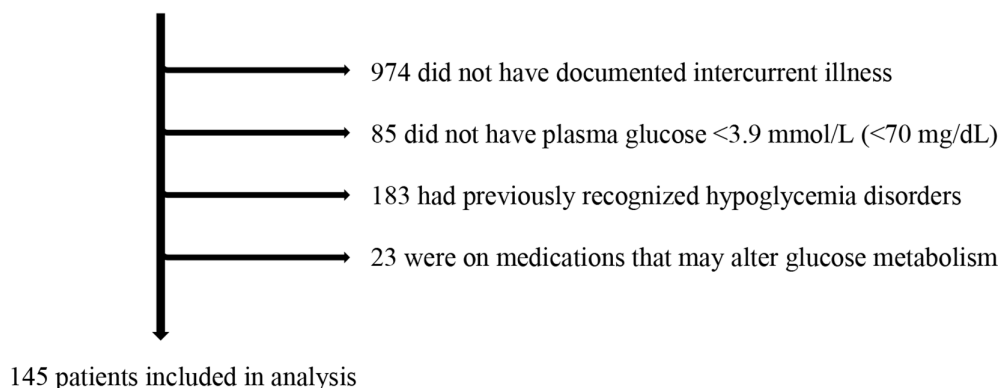 974 did not have documented intercurrent illness
85 did not have plasma glucose <3.9 mmol/L (<70 mg/dL)
183 had previously recognized hypoglycemia disorders
23 were on medications that may alter glucose metabolism
145 patients included in analysis